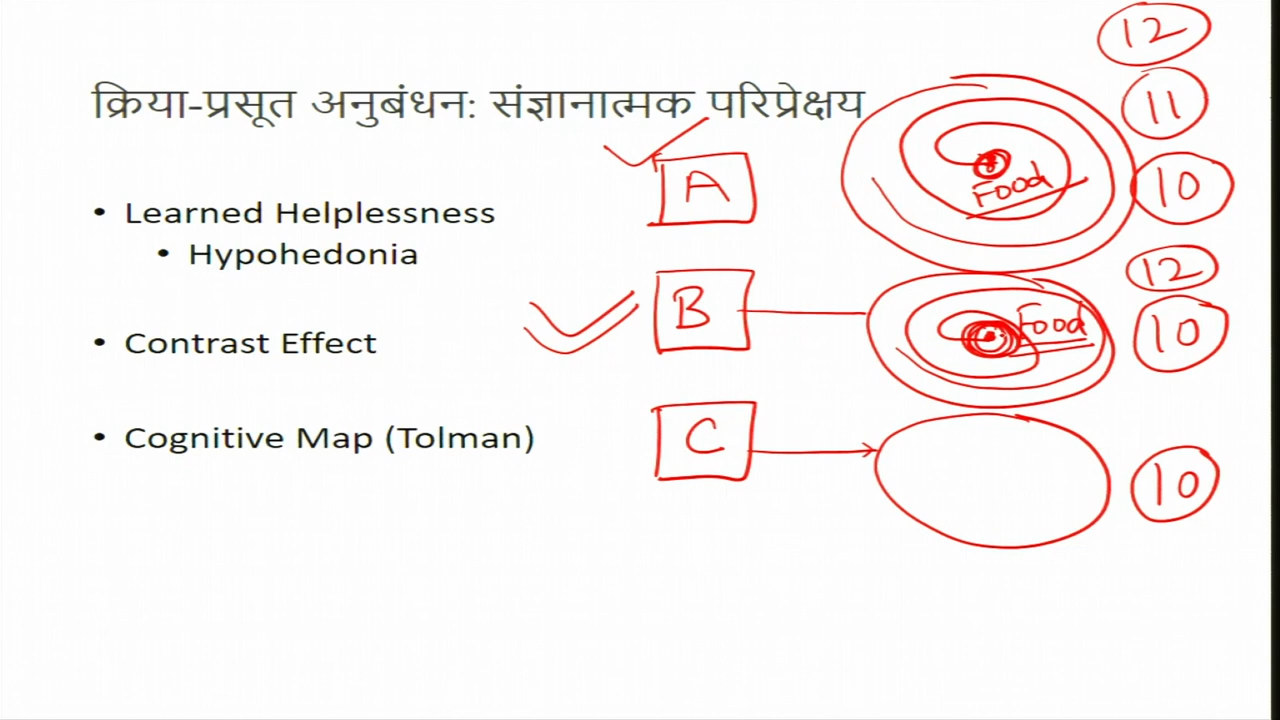 क्रिया-प्रसूत अनुबंधन: संज्ञानात्मक परिप्रेक्षय
• Learned Helplessness
• Hypohedonia
• Contrast Effect
• Cognitive Map (Tolman)
A
Food
12
11
10
B
Food
12
10
C
10